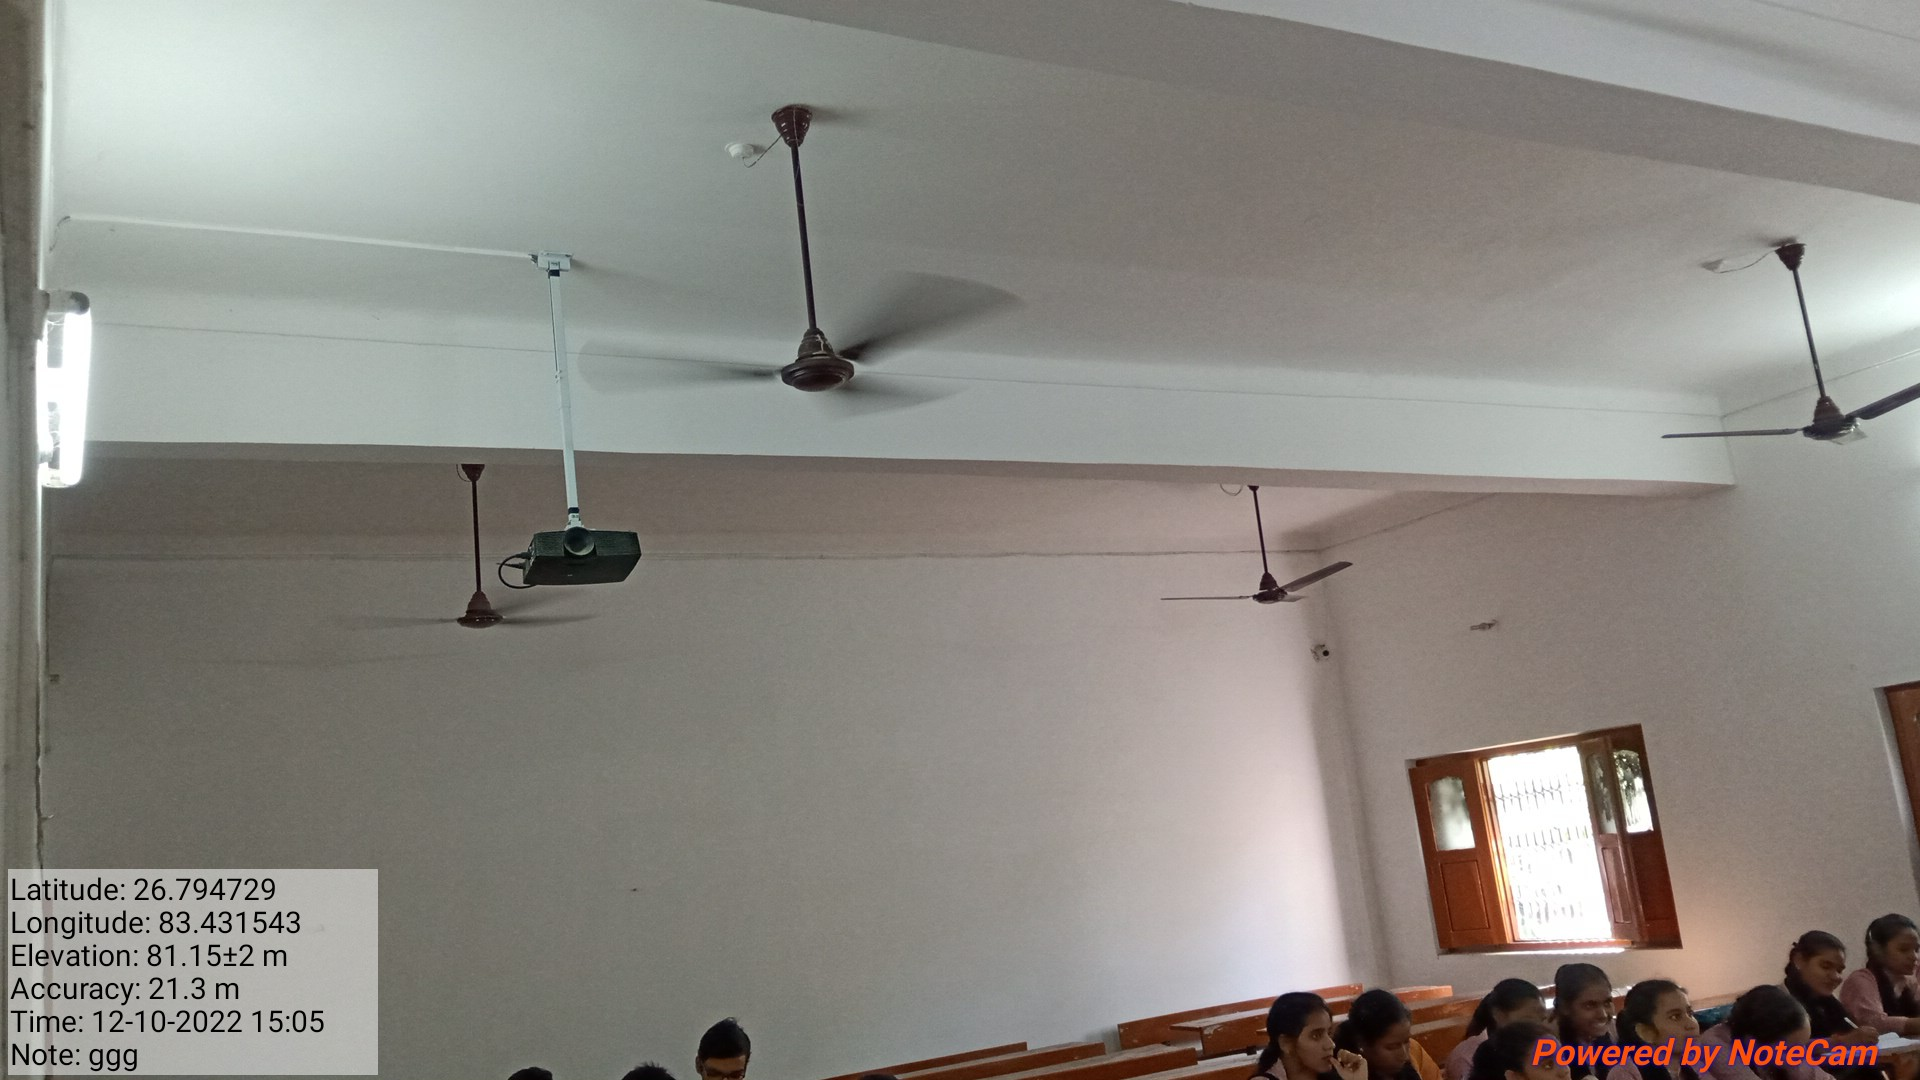 Latitude: 26.794729
Longitude: 83.431543
Elevation: 81.15±2 m
Accuracy: 21.3 m
Time: 12-10-2022 15:05
Note: ggg
Powered by NoteCam